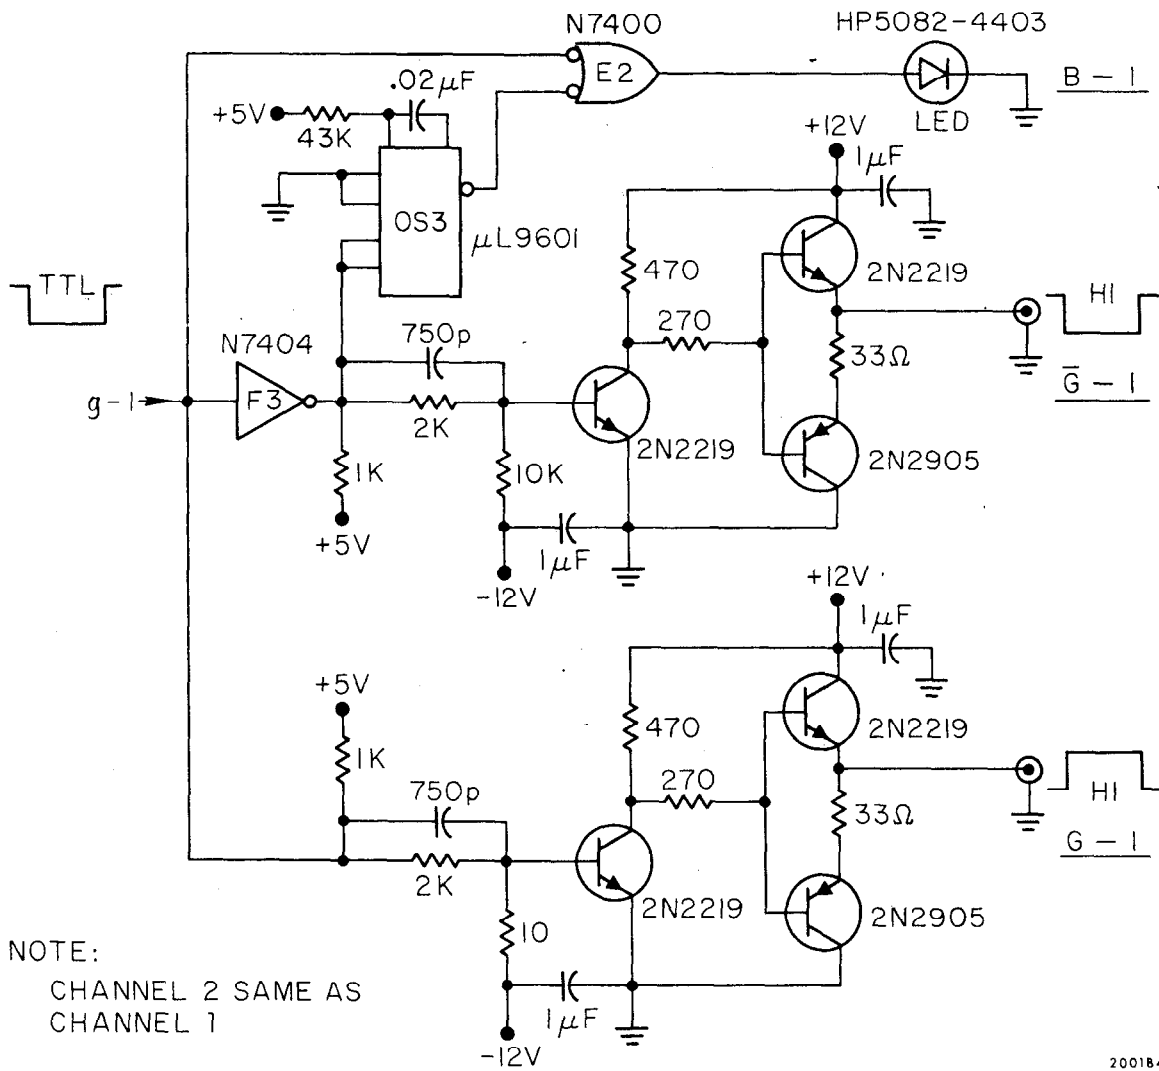 N7400
HP5082-4403
E2
B - 1
.02μF
+5V
43K
LED
+12V
1μF
OS3
μL9601
470
2N2219
TTL
750p
270
HI
N7404
33Ω
g-1
F3
G̅ - 1
2K
2N2219
2N2905
1K
10K
+5V
1μF
-12V
+12V
1μF
+5V
470
2N2219
1K
270
750p
33Ω
HI
G - 1
2K
2N2219
2N2905
10
NOTE:
CHANNEL 2 SAME AS
CHANNEL 1
1μF
-12V